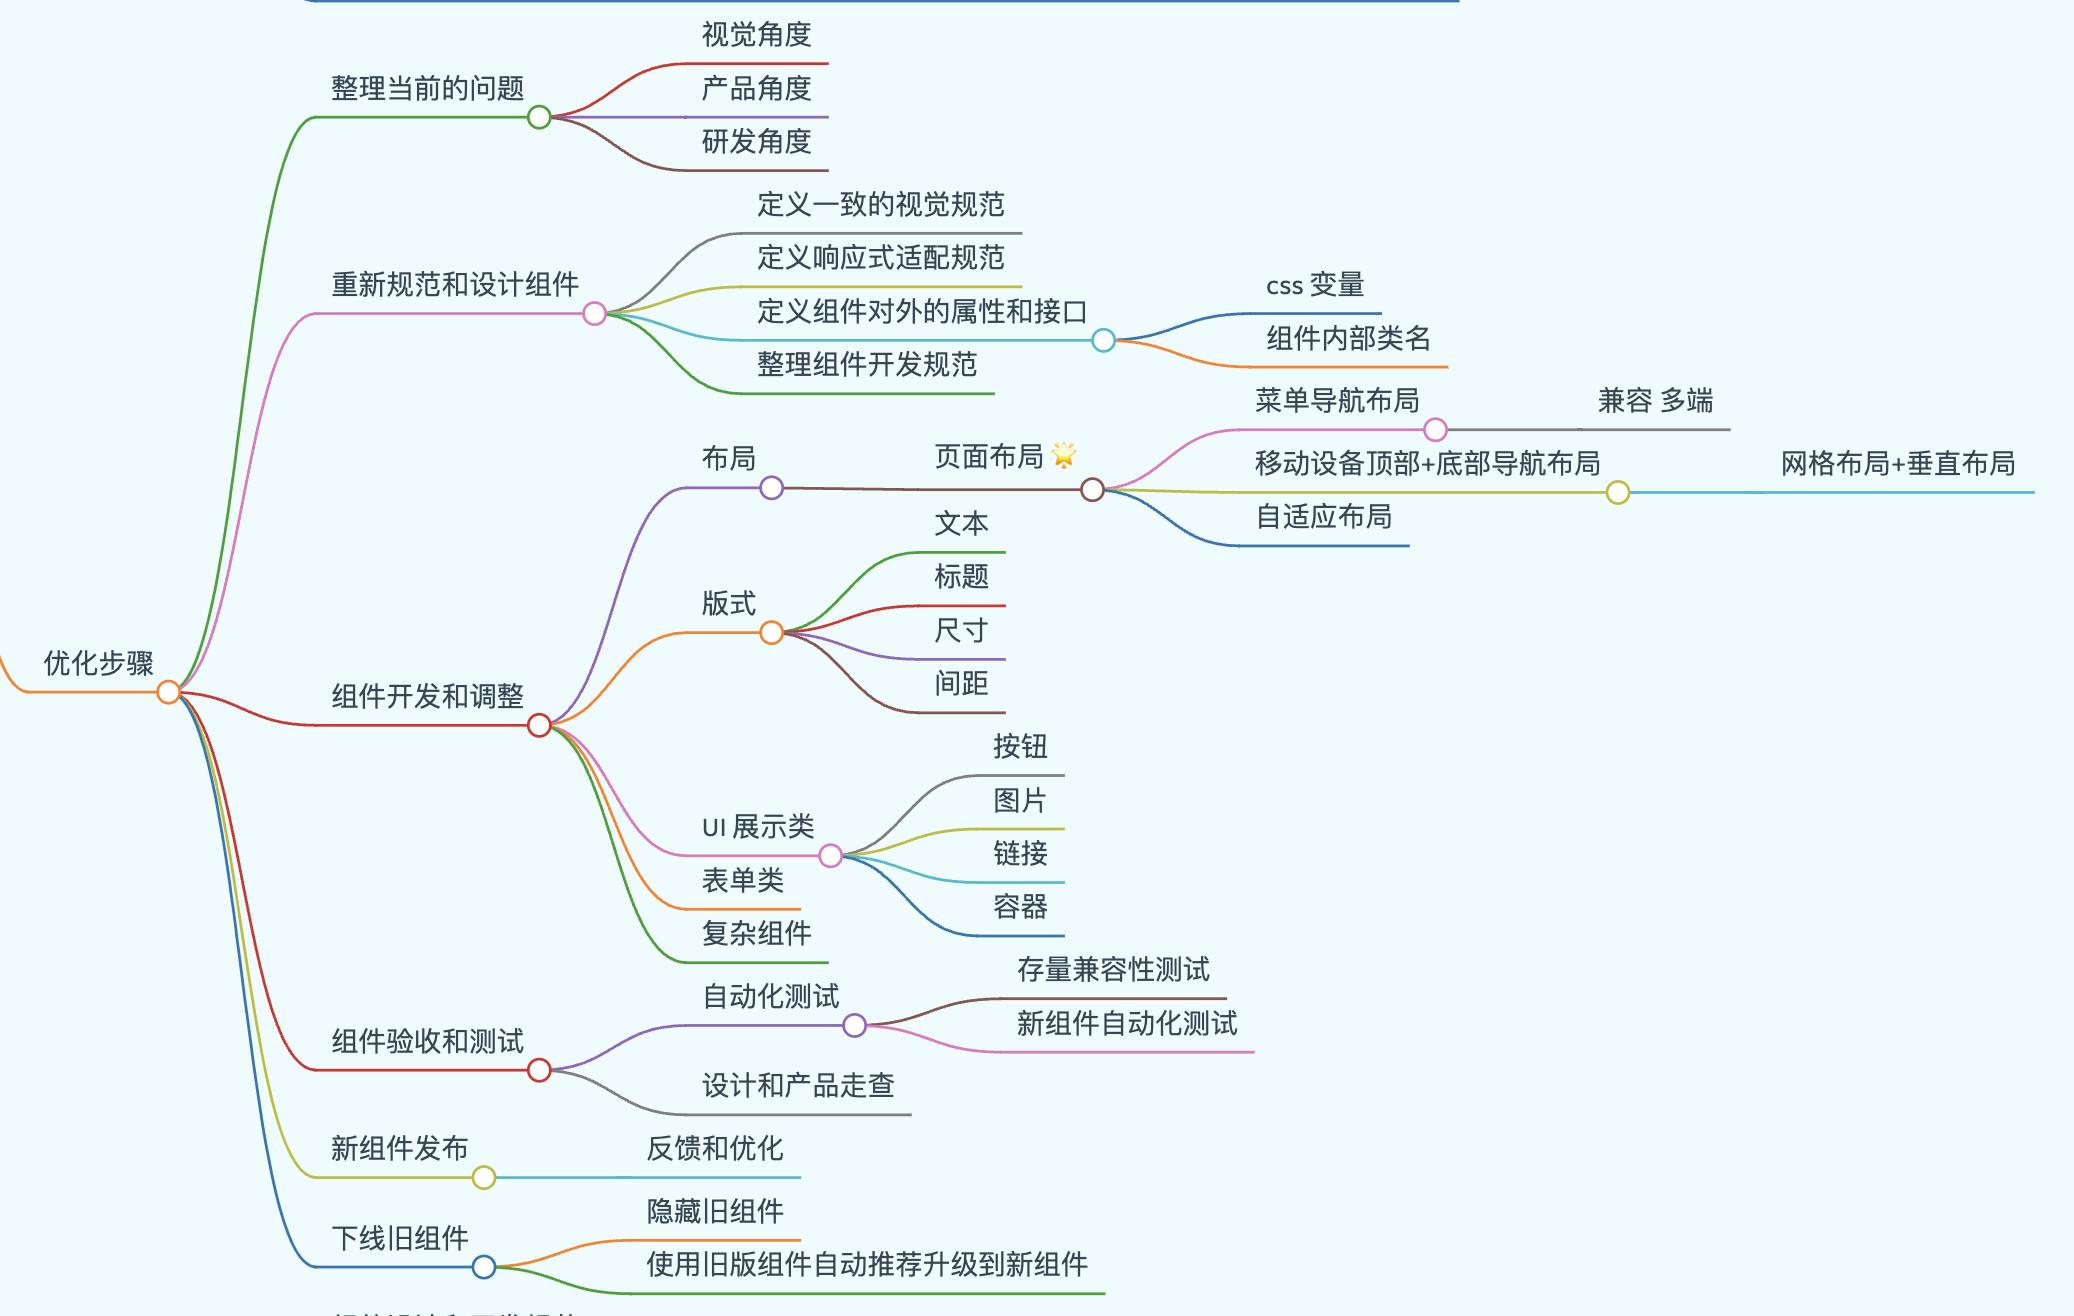 视觉角度
整理当前的问题
产品角度
研发角度
定义一致的视觉规范
定义响应式适配规范
重新规范和设计组件
css 变量
定义组件对外的属性和接口
组件内部类名
整理组件开发规范
菜单导航布局
兼容 多端
布局
页面布局 🌟
移动设备顶部+底部导航布局
网格布局+垂直布局
自适应布局
文本
标题
版式
尺寸
优化步骤
间距
组件开发和调整
按钮
图片
UI 展示类
链接
表单类
容器
复杂组件
存量兼容性测试
自动化测试
新组件自动化测试
组件验收和测试
设计和产品走查
新组件发布
反馈和优化
隐藏旧组件
下线旧组件
使用旧版组件自动推荐升级到新组件